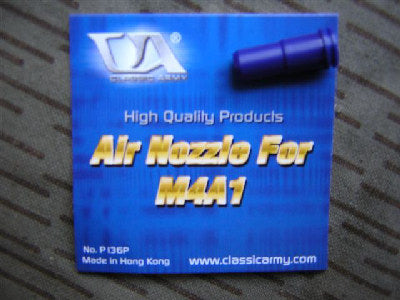 CA®
CLASSIC ARMY
High Quality Products
Air Nozzle For
M4A1
No. P136P
Made in Hong Kong
www.classicarmy.com